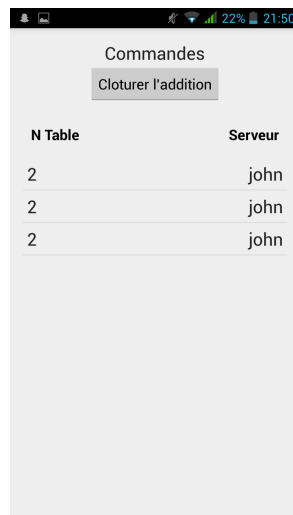 22% 21:50
Commandes
Cloturer l'addition
N Table Serveur
2 john
2 john
2 john